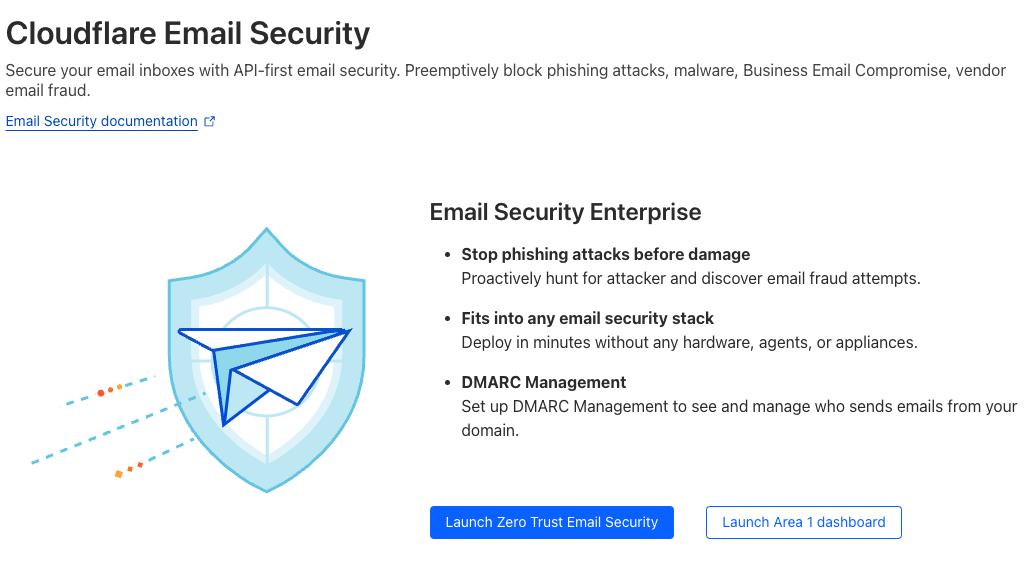 Cloudflare Email Security
Secure your email inboxes with API-first email security. Preemptively block phishing attacks, malware, Business Email Compromise, vendor
email fraud.
Email Security documentation
Email Security Enterprise
• Stop phishing attacks before damage
Proactively hunt for attacker and discover email fraud attempts.
• Fits into any email security stack
Deploy in minutes without any hardware, agents, or appliances.
• DMARC Management
Set up DMARC Management to see and manage who sends emails from your
domain.
Launch Zero Trust Email Security
Launch Area 1 dashboard